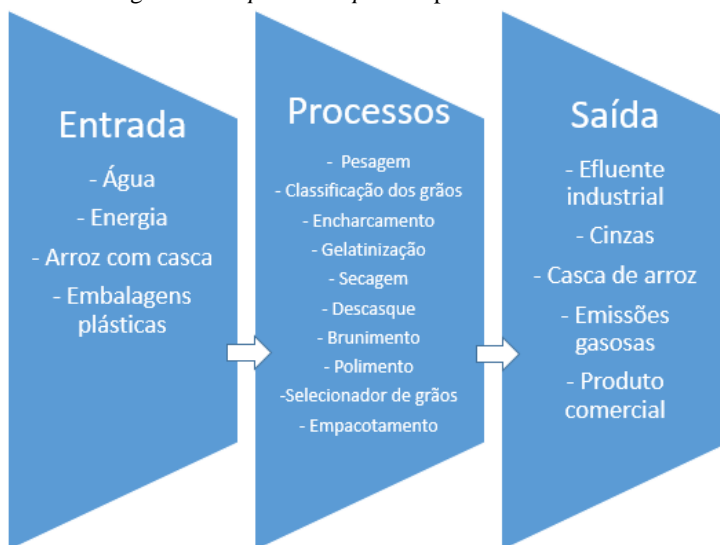 Entrada
- Água
- Energia
- Arroz com casca
- Embalagens
plásticas
Processos
- Pesagem
- Classificação dos grãos
- Encharcamento
- Gelatinização
- Secagem
- Descasque
- Brunimento
- Polimento
-Selecionador de grãos
- Empacotamento
Saída
- Efluente
industrial
- Cinzas
- Casca de arroz
- Emissões
gasosas
- Produto
comercial